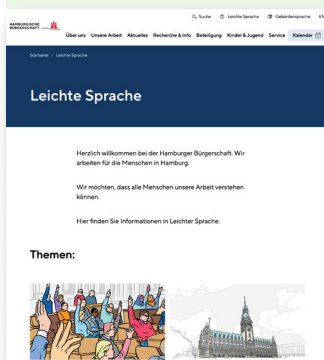 Suche Leichte Sprache Gebärdensprache EN
HAMBURGISCHE
BÜRGERSCHAFT
Über uns Unsere Arbeit Aktuelles Recherche & Info Beteiligung Kinder & Jugend Service Kalender
Startseite / Leichte Sprache
Leichte Sprache
Herzlich willkommen bei der Hamburger Bürgerschaft. Wir
arbeiten für die Menschen in Hamburg.
Wir möchten, dass alle Menschen unsere Arbeit verstehen
können.
Hier finden Sie Informationen in Leichter Sprache.
Themen: